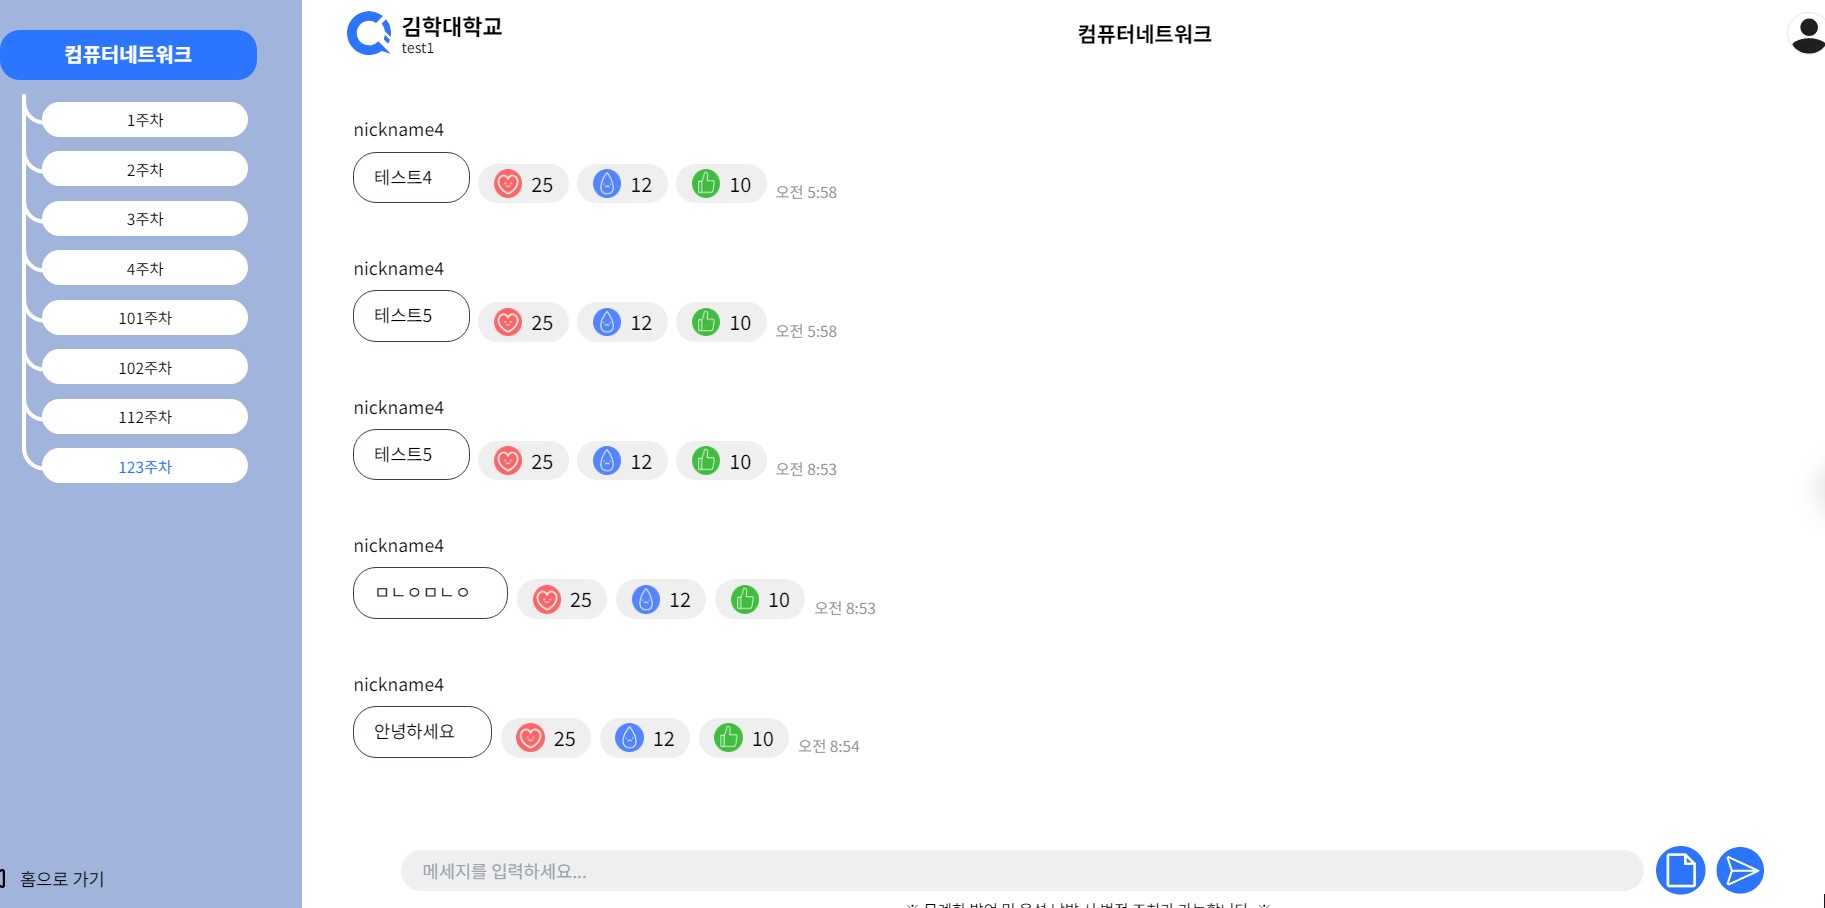 컴퓨터네트워크
1주차
2주차
3주차
4주차
101주차
102주차
112주차
123주차
홈으로 가기
김학대학교
test1
컴퓨터네트워크
nickname4
테스트4 25 12 10 오전 5:58
nickname4
테스트5 25 12 10 오전 5:58
nickname4
테스트5 25 12 10 오전 8:53
nickname4
ㅁㄴㅇㅁㄴㅇ 25 12 10 오전 8:53
nickname4
안녕하세요 25 12 10 오전 8:54
메세지를 입력하세요...